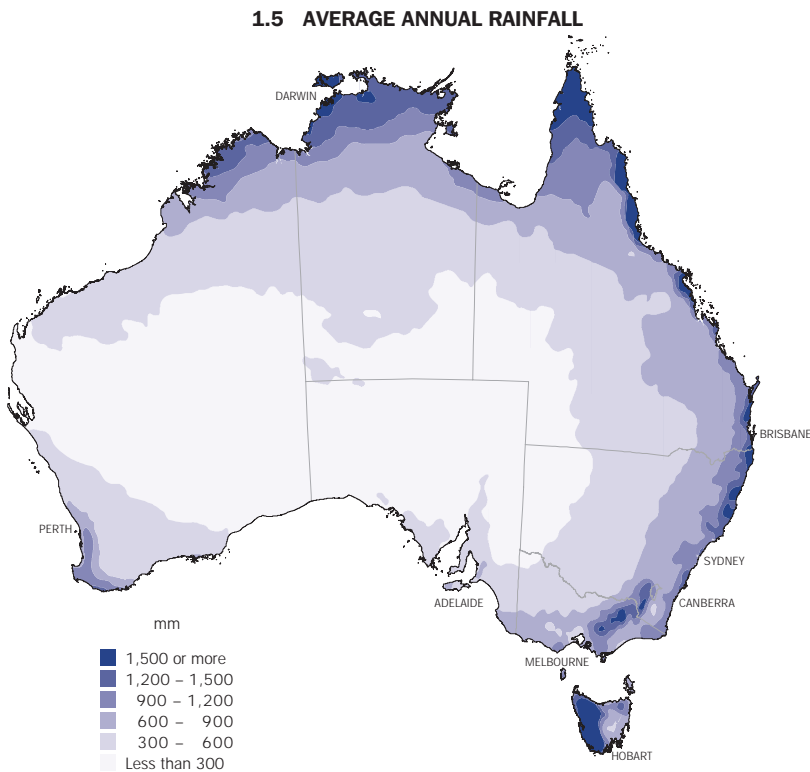 1.5 AVERAGE ANNUAL RAINFALL
DARWIN
BRISBANE
PERTH
SYDNEY
ADELAIDE
CANBERRA
mm
MELBOURNE
1,500 or more
1,200 – 1,500
900 – 1,200
600 – 900
300 – 600
Less than 300
HOBART